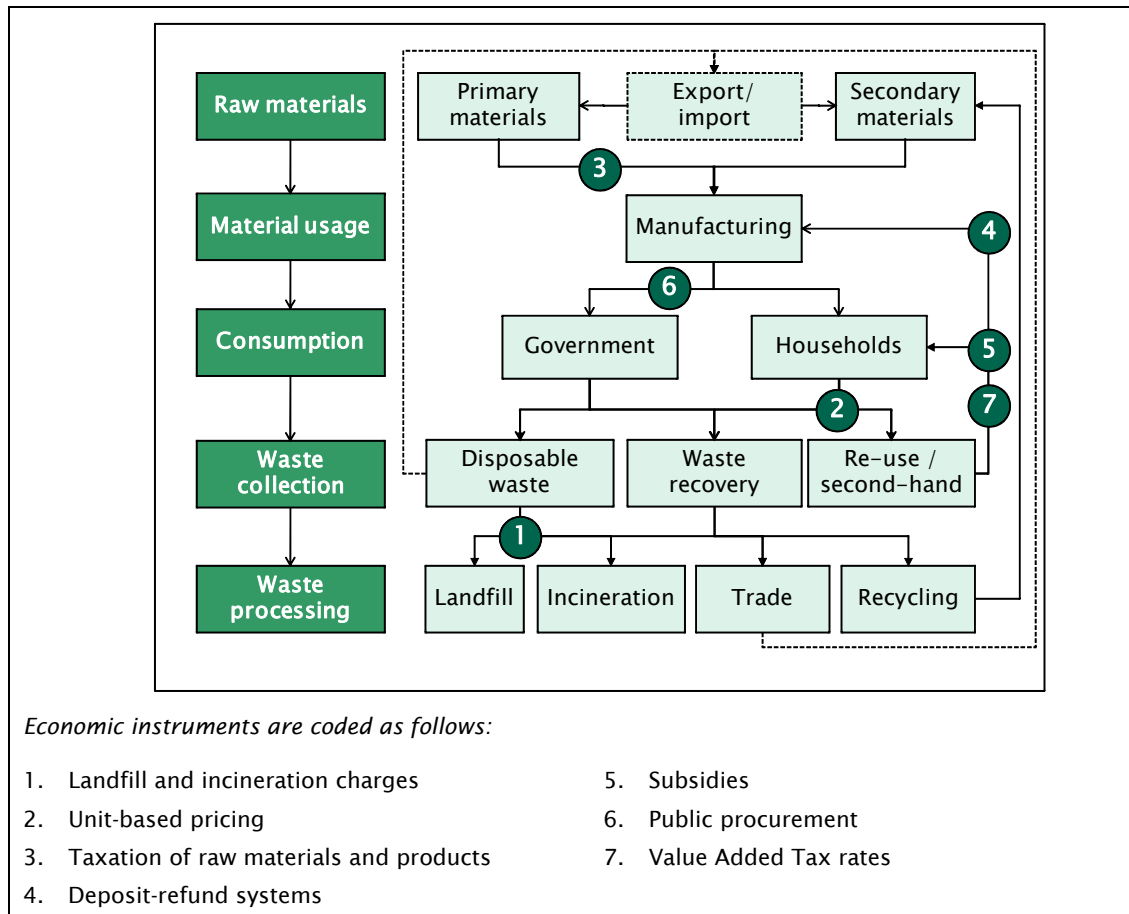 Raw materials
Primary
materials
Export/
import
Secondary
materials
3
Material usage
Manufacturing
4
6
Consumption
Government
Households
5
2
7
Waste
collection
Disposable
waste
Waste
recovery
Re-use /
second-hand
1
Waste
processing
Landfill
Incineration
Trade
Recycling
Economic instruments are coded as follows:
1. Landfill and incineration charges
2. Unit-based pricing
3. Taxation of raw materials and products
4. Deposit-refund systems
5. Subsidies
6. Public procurement
7. Value Added Tax rates